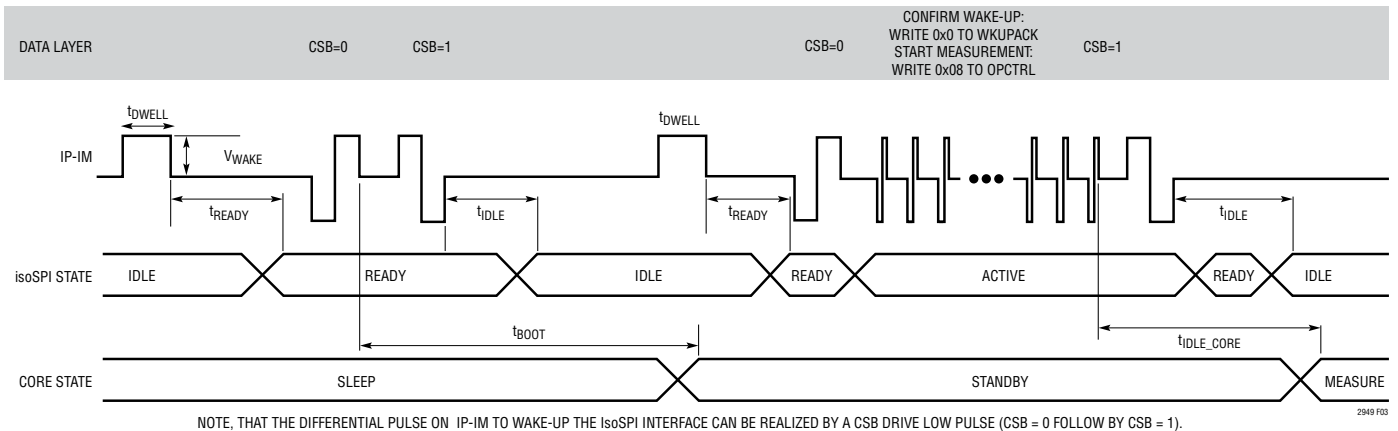 DATA LAYER
CSB=0
CSB=1
CSB=0
CONFIRM WAKE-UP:
WRITE 0x0 TO WKUPACK
START MEASUREMENT:
WRITE 0x08 TO OPCTRL
CSB=1
tDWELL
tDWELL
IP-IM
VWAKE
tREADY
tIDLE
tREADY
tIDLE
isoSPI STATE
IDLE
READY
IDLE
READY
ACTIVE
READY
IDLE
tBOOT
tIDLE_CORE
CORE STATE
SLEEP
STANDBY
MEASURE
2949 F03
NOTE, THAT THE DIFFERENTIAL PULSE ON IP-IM TO WAKE-UP THE IsoSPI INTERFACE CAN BE REALIZED BY A CSB DRIVE LOW PULSE (CSB = 0 FOLLOW BY CSB = 1).